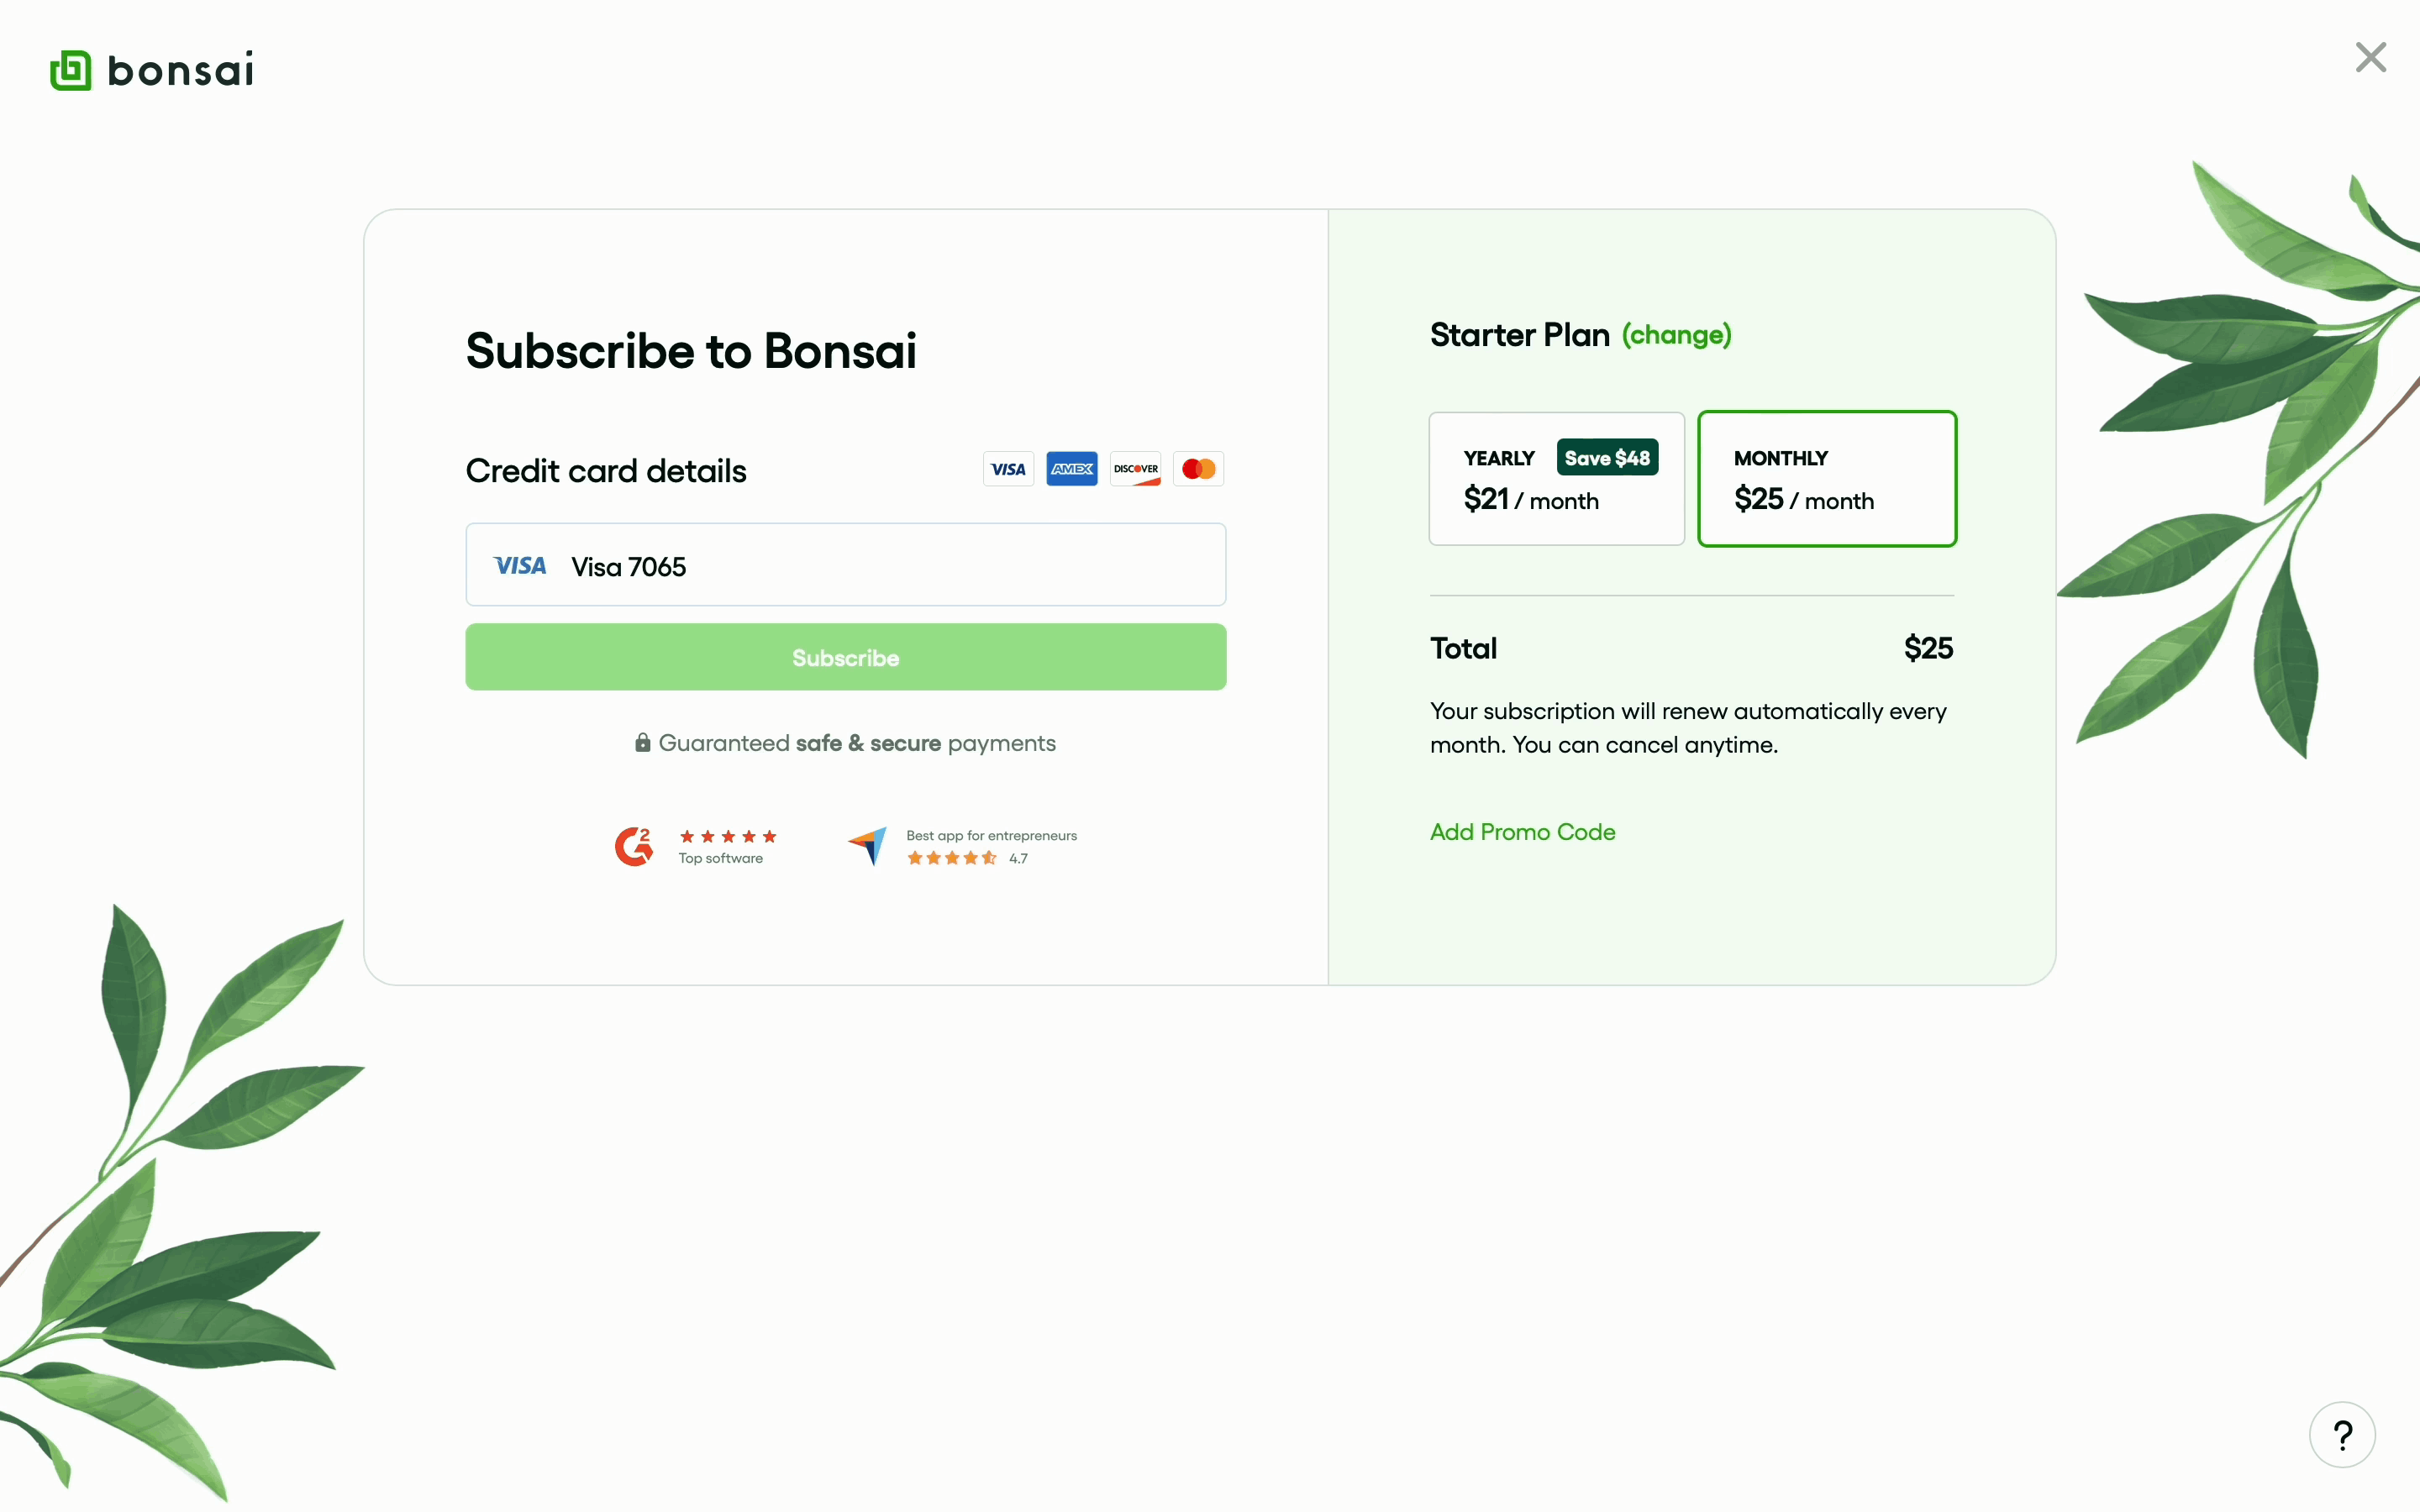 bonsai
Subscribe to Bonsai
Credit card details
VISA
AMEX
DISCOVER
VISA Visa 7065
Subscribe
Guaranteed safe & secure payments
G2
Top software
Best app for entrepreneurs
4.7
Starter Plan (change)
YEARLY Save $48
$21 / month
MONTHLY
$25 / month
Total $25
Your subscription will renew automatically every
month. You can cancel anytime.
Add Promo Code
?